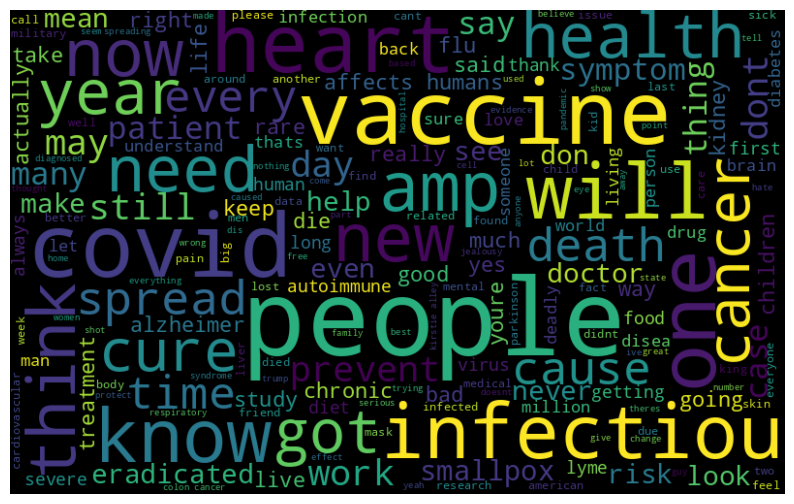 call made please infection cant believe issue sick
military seem spreading mean right life take back flu say health tell
now heart said thank symptom diabetes
year every around another affects humans used based last
actually may well patient rare vaccine hospital evidence pandemic show thing dont
diagnosed understand thats sure love kid point kidney first
many need day really see don lot will brain
thought nothing want human help amp someone child living person use hate care
make still keep data find come cell
better die caused part related found anyone eye away cancer
always let covid men dis new much world death drug
wrong big pain long yes doctor children
home free even good way state
think everything spread lost autoimmune mental youre deadly fact food one
week women shot alzheimer family best kirstie alley parkinson didnt disea case
man cure liver died prevent virus cause ive great king everyone
treatment body syndrome trump chronic bad medical doesnt never getting going number
cardiovascular time protect study trying diet million theres skin
know respiratory friend serious got mask infected infectiou due two
severe eradicated live effect work smallpox give change lyme risk guy look feel
colon cancer yeah research american